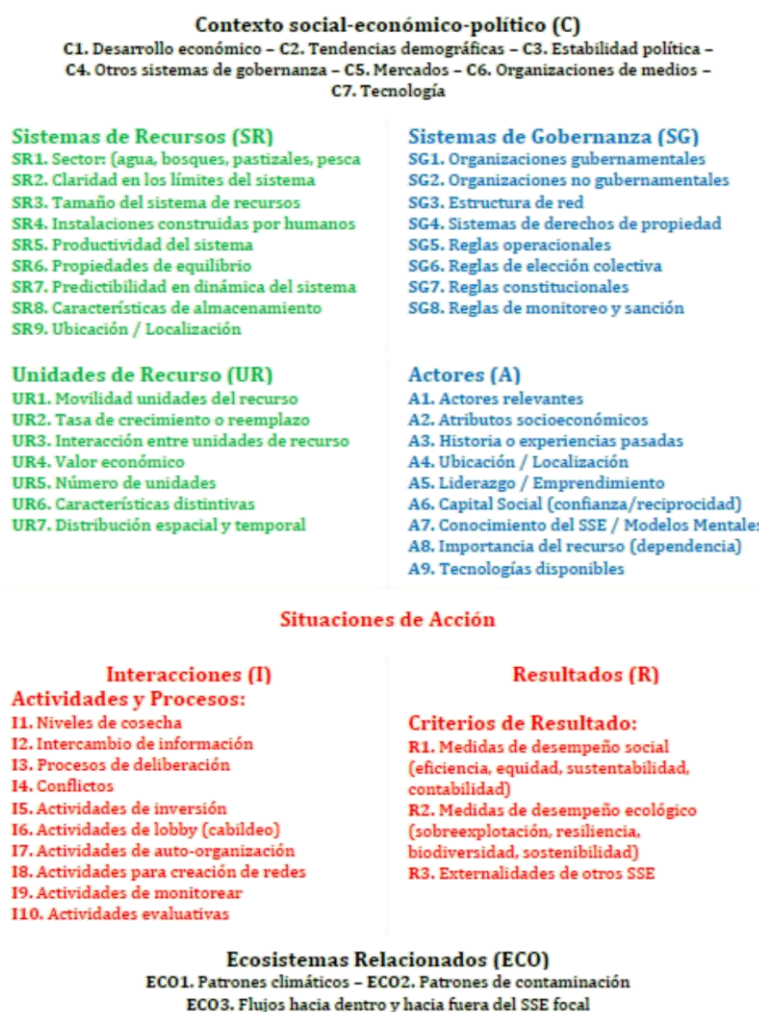 Contexto social-económico-político (C)
C1. Desarrollo económico – C2. Tendencias demográficas – C3. Estabilidad política –
C4. Otros sistemas de gobernanza – C5. Mercados – C6. Organizaciones de medios –
C7. Tecnología
Sistemas de Recursos (SR)
SR1. Sector: (agua, bosques, pastizales, pesca
SR2. Claridad en los límites del sistema
SR3. Tamaño del sistema de recursos
SR4. Instalaciones construidas por humanos
SR5. Productividad del sistema
SR6. Propiedades de equilibrio
SR7. Predictibilidad en dinámica del sistema
SR8. Características de almacenamiento
SR9. Ubicación / Localización
Sistemas de Gobernanza (SG)
SG1. Organizaciones gubernamentales
SG2. Organizaciones no gubernamentales
SG3. Estructura de red
SG4. Sistemas de derechos de propiedad
SG5. Reglas operacionales
SG6. Reglas de elección colectiva
SG7. Reglas constitucionales
SG8. Reglas de monitoreo y sanción
Unidades de Recurso (UR)
UR1. Movilidad unidades del recurso
UR2. Tasa de crecimiento o reemplazo
UR3. Interacción entre unidades de recurso
UR4. Valor económico
UR5. Número de unidades
UR6. Características distintivas
UR7. Distribución espacial y temporal
Actores (A)
A1. Actores relevantes
A2. Atributos socioeconómicos
A3. Historia o experiencias pasadas
A4. Ubicación / Localización
A5. Liderazgo / Emprendimiento
A6. Capital Social (confianza/reciprocidad)
A7. Conocimiento del SSE / Modelos Mentales
A8. Importancia del recurso (dependencia)
A9. Tecnologías disponibles
Situaciones de Acción
Interacciones (I)
Actividades y Procesos:
I1. Niveles de cosecha
I2. Intercambio de información
I3. Procesos de deliberación
I4. Conflictos
I5. Actividades de inversión
I6. Actividades de lobby (cabildeo)
I7. Actividades de auto-organización
I8. Actividades para creación de redes
I9. Actividades de monitorear
I10. Actividades evaluativas
Resultados (R)
Criterios de Resultado:
R1. Medidas de desempeño social
(eficiencia, equidad, sustentabilidad,
contabilidad)
R2. Medidas de desempeño ecológico
(sobreexplotación, resiliencia,
biodiversidad, sostenibilidad)
R3. Externalidades de otros SSE
Ecosistemas Relacionados (ECO)
ECO1. Patrones climáticos – ECO2. Patrones de contaminación
ECO3. Flujos hacia dentro y hacia fuera del SSE focal